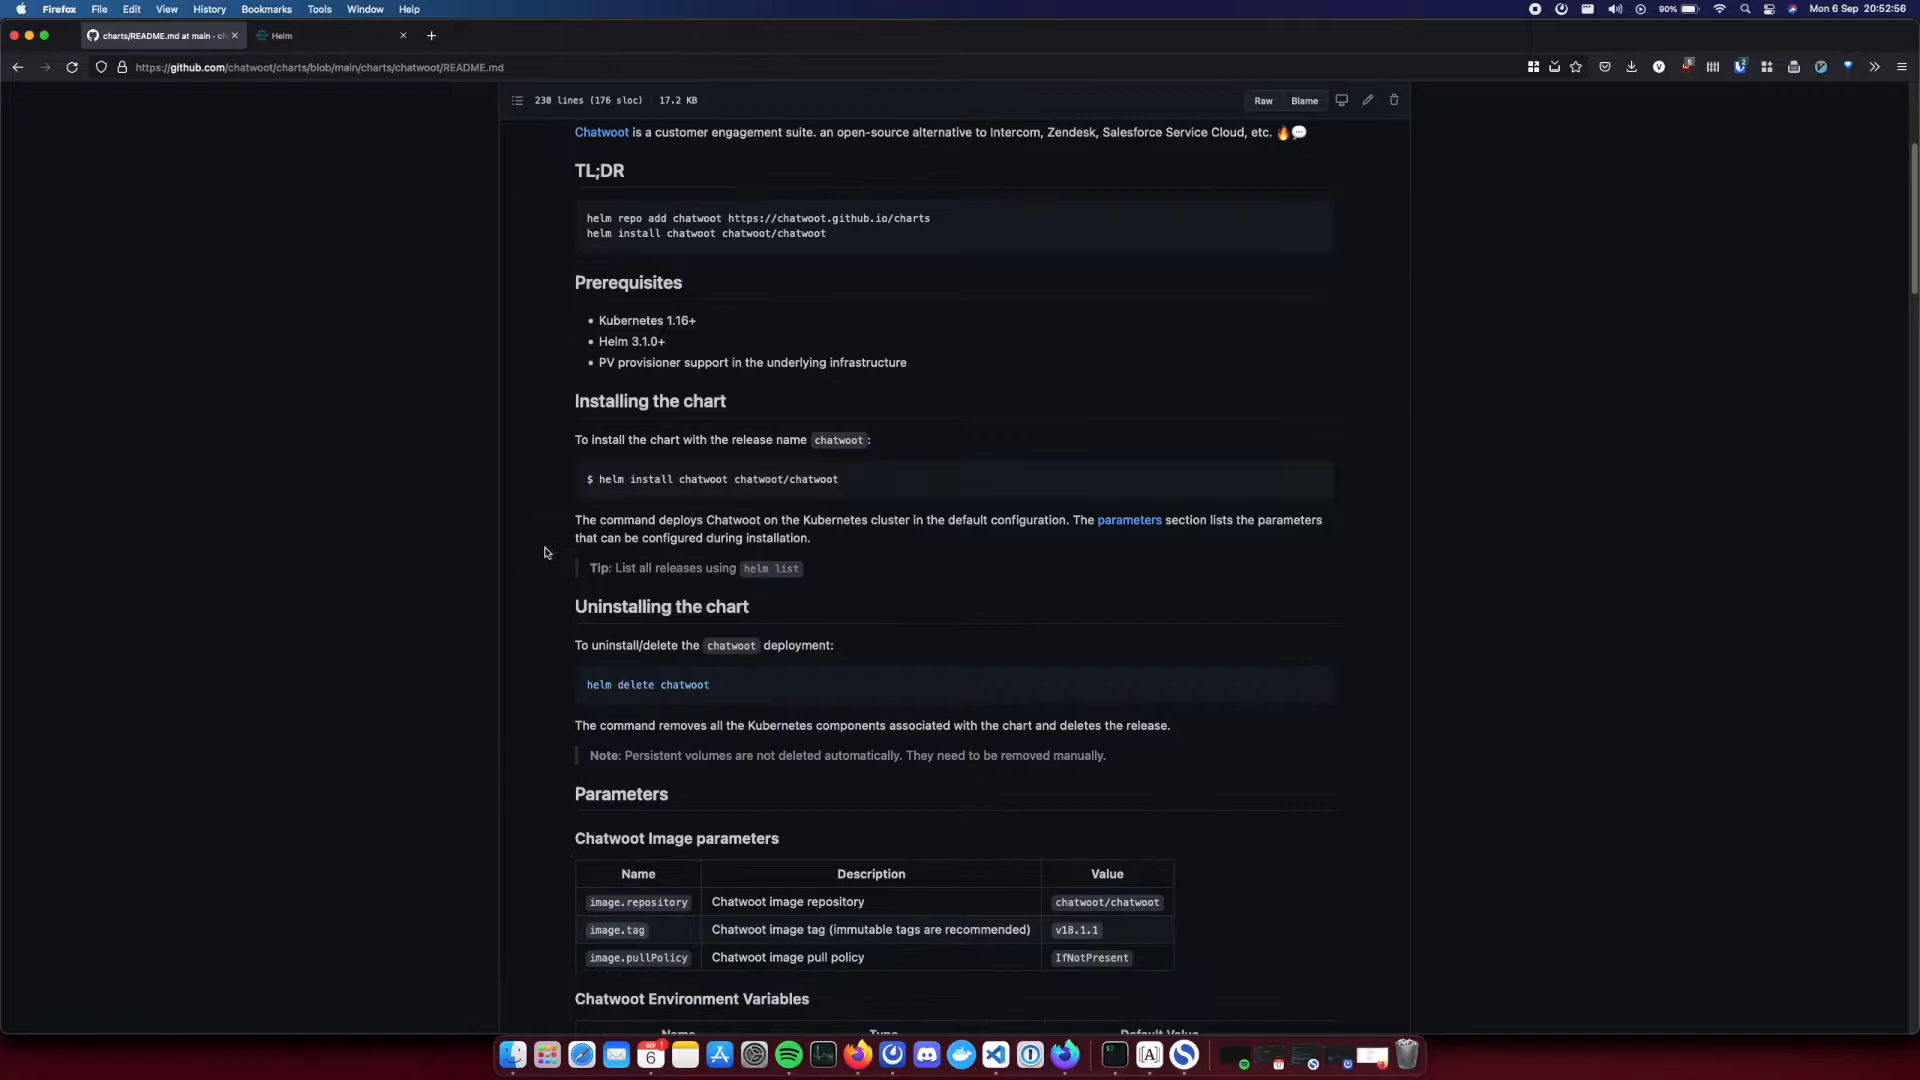 Firefox File Edit View History Bookmarks Tools Window Help
90% Mon 6 Sep 20:52:56
charts/README.md at main · ch
Helm
https://github.com/chatwoot/charts/blob/main/charts/chatwoot/README.md
230 lines (176 sloc) 17.2 KB
Raw Blame
Chatwoot is a customer engagement suite. an open-source alternative to Intercom, Zendesk, Salesforce Service Cloud, etc. 🔥💬
TL;DR
helm repo add chatwoot https://chatwoot.github.io/charts
helm install chatwoot chatwoot/chatwoot
Prerequisites
• Kubernetes 1.16+
• Helm 3.1.0+
• PV provisioner support in the underlying infrastructure
Installing the chart
To install the chart with the release name chatwoot:
$ helm install chatwoot chatwoot/chatwoot
The command deploys Chatwoot on the Kubernetes cluster in the default configuration. The parameters section lists the parameters
that can be configured during installation.
Tip: List all releases using helm list
Uninstalling the chart
To uninstall/delete the chatwoot deployment:
helm delete chatwoot
The command removes all the Kubernetes components associated with the chart and deletes the release.
Note: Persistent volumes are not deleted automatically. They need to be removed manually.
Parameters
Chatwoot Image parameters
Name Description Value
image.repository Chatwoot image repository chatwoot/chatwoot
image.tag Chatwoot image tag (immutable tags are recommended) v18.1.1
image.pullPolicy Chatwoot image pull policy IfNotPresent
Chatwoot Environment Variables
Name Type Default Value
SEP
6